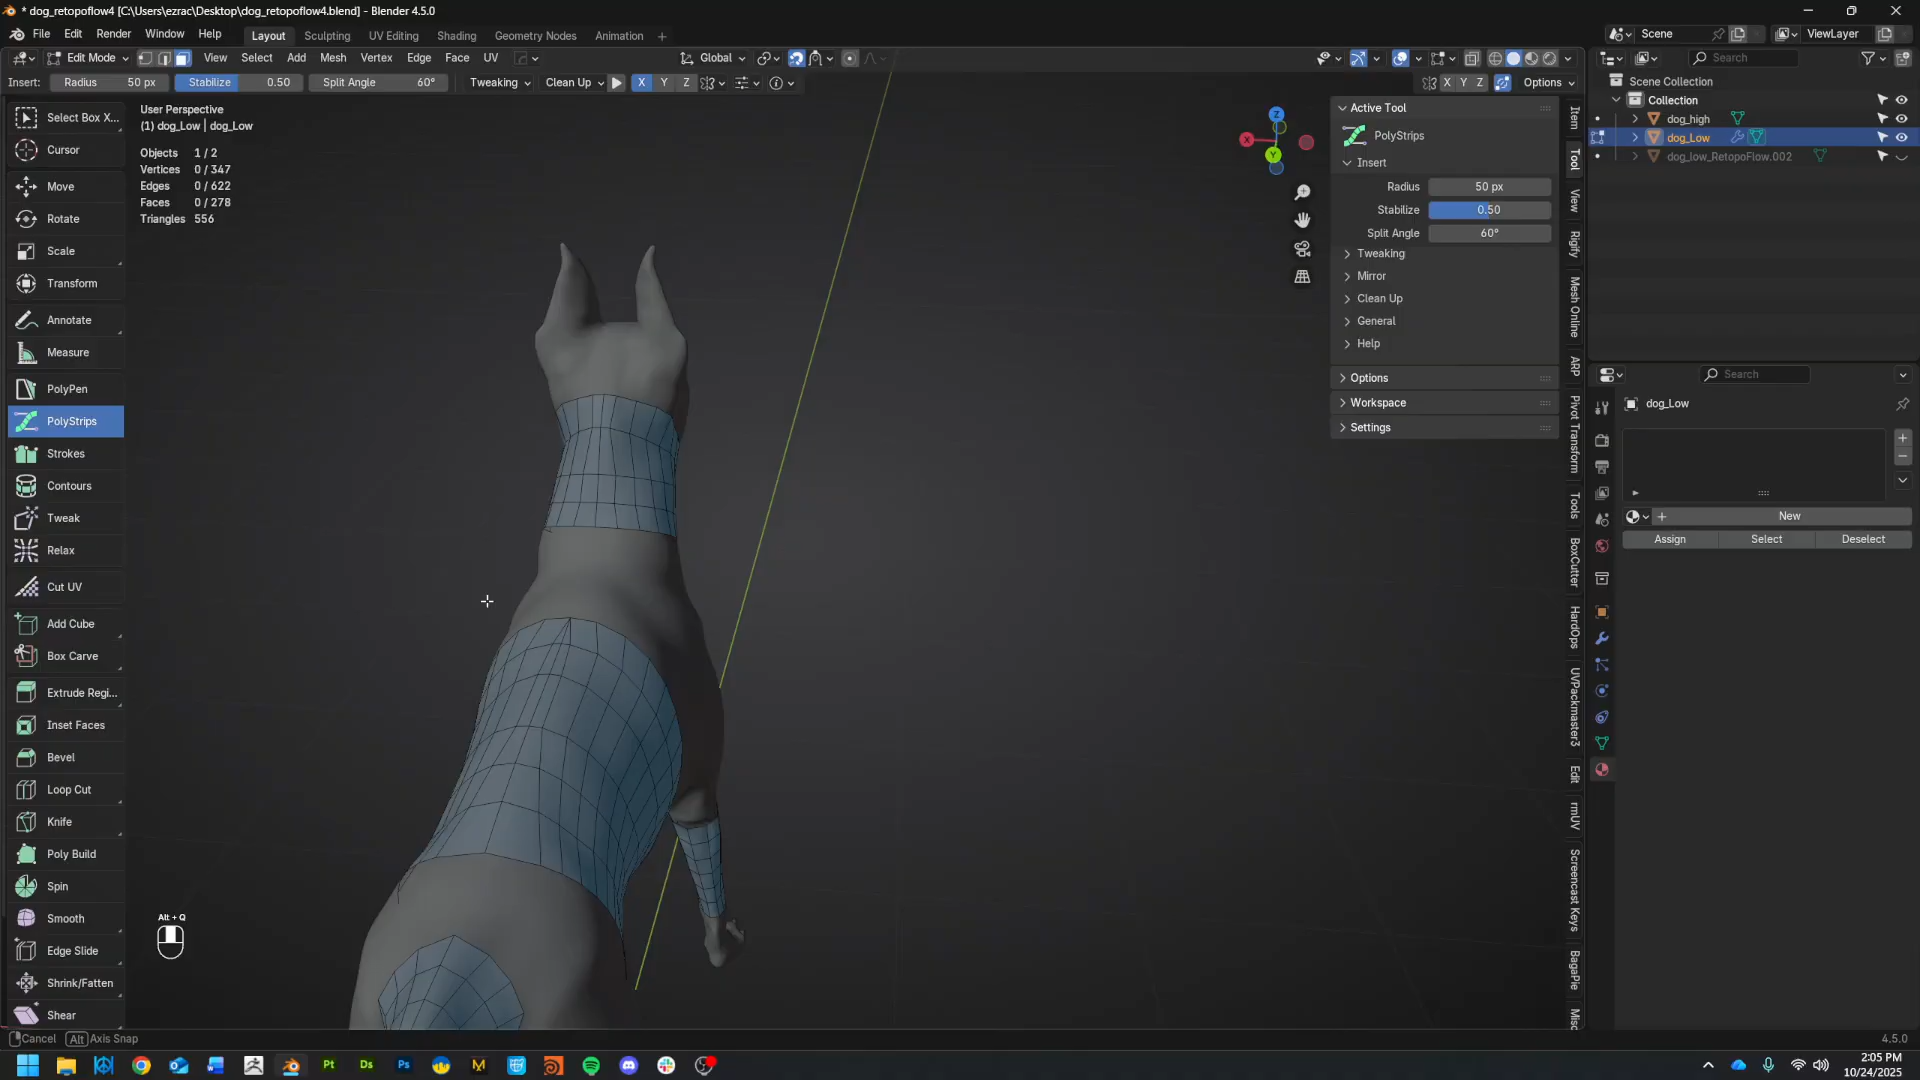 * dog_retopoflow4 [C:\Users\ezrac\Desktop\dog_retopoflow4.blend] - Blender 4.5.0
File Edit Render Window Help Layout Sculpting UV Editing Shading Geometry Nodes Animation + Scene ViewLayer
Edit Mode View Select Add Mesh Vertex Edge Face UV Global
Insert: Radius 50 px Stabilize 0.50 Split Angle 60° Tweaking Clean Up X Y Z X Y Z Options
User Perspective
(1) dog_Low | dog_Low
Objects 1 / 2
Vertices 0 / 347
Edges 0 / 622
Faces 0 / 278
Triangles 556
Select Box X...
Cursor
Move
Rotate
Scale
Transform
Annotate
Measure
PolyPen
PolyStrips
Strokes
Contours
Tweak
Relax
Cut UV
Add Cube
Box Carve
Extrude Regi...
Inset Faces
Bevel
Loop Cut
Knife
Poly Build
Spin
Smooth
Edge Slide
Shrink/Fatten
Shear
Alt + Q
Z
X
Y
Active Tool
PolyStrips
Insert
Radius 50 px
Stabilize 0.50
Split Angle 60°
Tweaking
Mirror
Clean Up
General
Help
Options
Workspace
Settings
Item
Tool
View
Rigify
Mesh Online
ARP
Pivot Transform
Tools
BoxCutter
HardOps
UVPackmaster3
Edit
rmUV
Screencast Keys
BagaPie
Misc
Search
Scene Collection
Collection
dog_high
dog_Low
dog_low_RetopoFlow.002
Search
dog_Low
New
Assign Select Deselect
Cancel Alt Axis Snap
4.5.0
Pt Ds Ps M
2:05 PM
10/24/2025